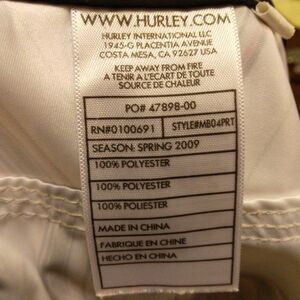 WWW.HURLEY.COM
HURLEY INTERNATIONAL LLC
1945-G PLACENTIA AVENUE
COSTA MESA, CA 92627 USA
KEEP AWAY FROM FIRE
A TENIR A L'ECART DE TOUTE
SOURCE DE CHALEUR
PO# 47898-00
RN#0100691 STYLE#MB04PRT
SEASON: SPRING 2009
100% POLYESTER
100% POLYESTER
100% POLIESTER
MADE IN CHINA
FABRIQUE EN CHINE
HECHO EN CHINA